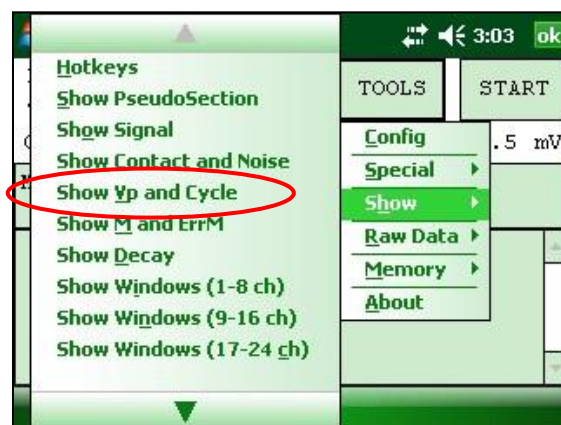 3:03 ok
Hotkeys
Show PseudoSection
Show Signal
Show Contact and Noise
Show Vp and Cycle
Show M and ErrM
Show Decay
Show Windows (1-8 ch)
Show Windows (9-16 ch)
Show Windows (17-24 ch)
TOOLS
START
Config
Special
Show
Raw Data
Memory
About
.5 mV